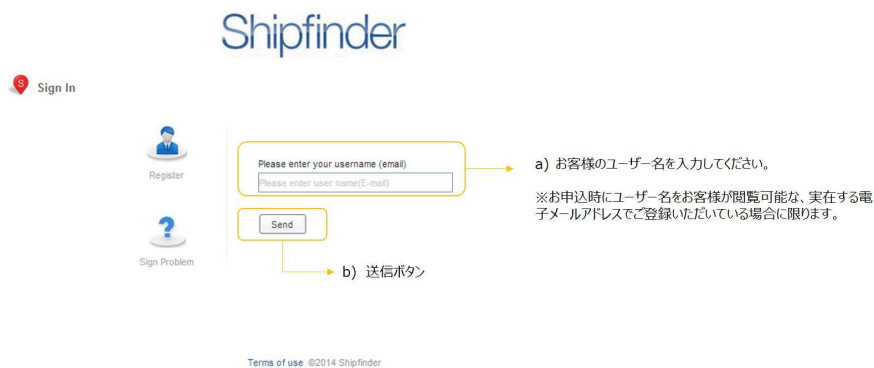 Shipfinder
S
Sign In
Register
Please enter your username (email)
Please enter user name(E-mail)
a) お客様のユーザー名を入力してください。
※お申込時にユーザー名をお客様が閲覧可能な、実在する電
子メールアドレスでご登録いただいている場合に限ります。
Send
?
Sign Problem
b) 送信ボタン
Terms of use ©2014 Shipfinder